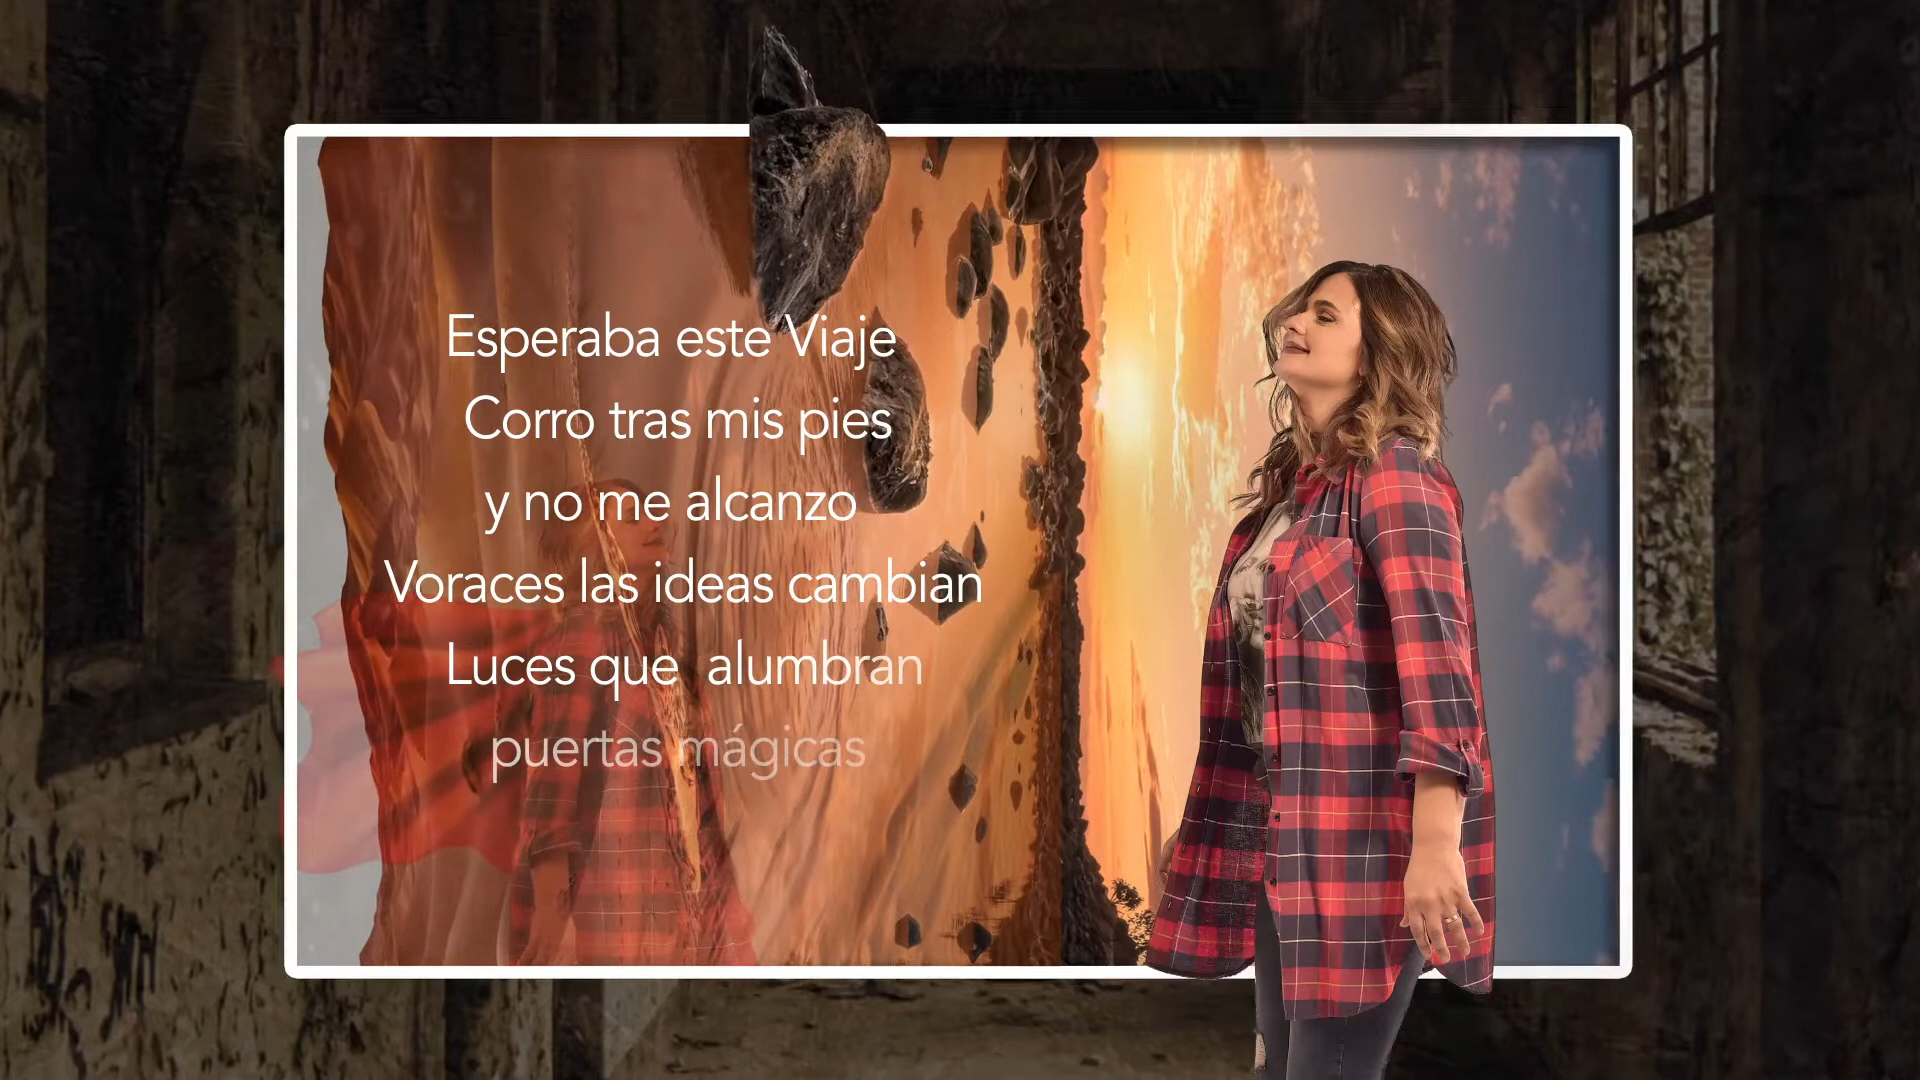 Esperaba este Viaje
Corro tras mis pies
y no me alcanzo
Voraces las ideas cambian
Luces que  alumbran
puertas mágicas